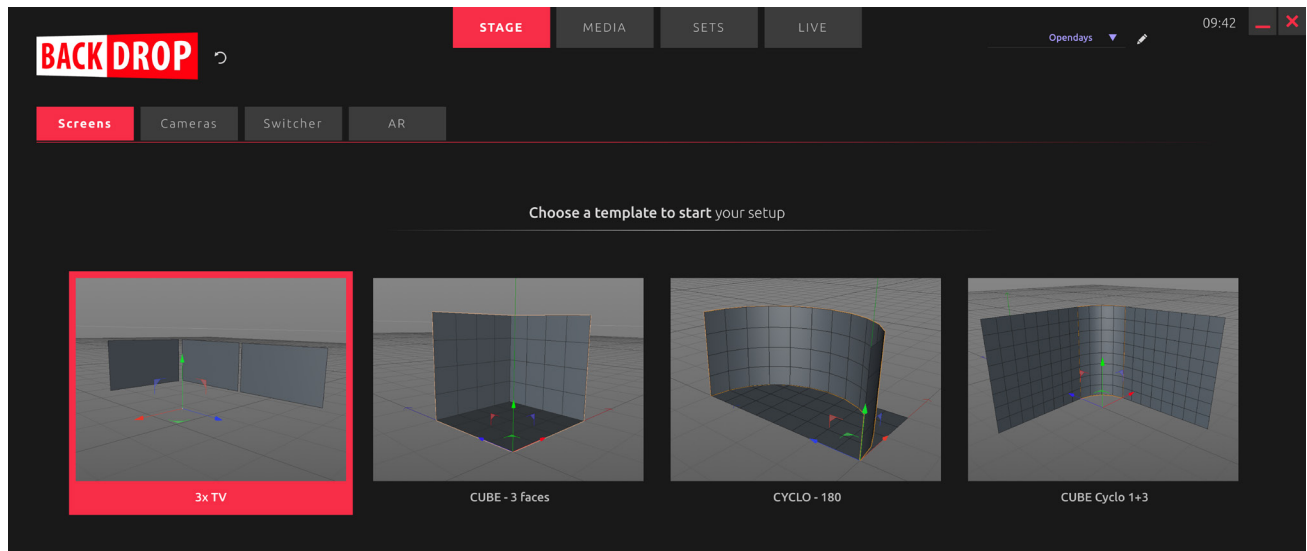 BACK DROP
STAGE MEDIA SETS LIVE
Opendays
09:42
Screens Cameras Switcher AR
Choose a template to start your setup
3x TV
CUBE - 3 faces
CYCLO - 180
CUBE Cyclo 1+3